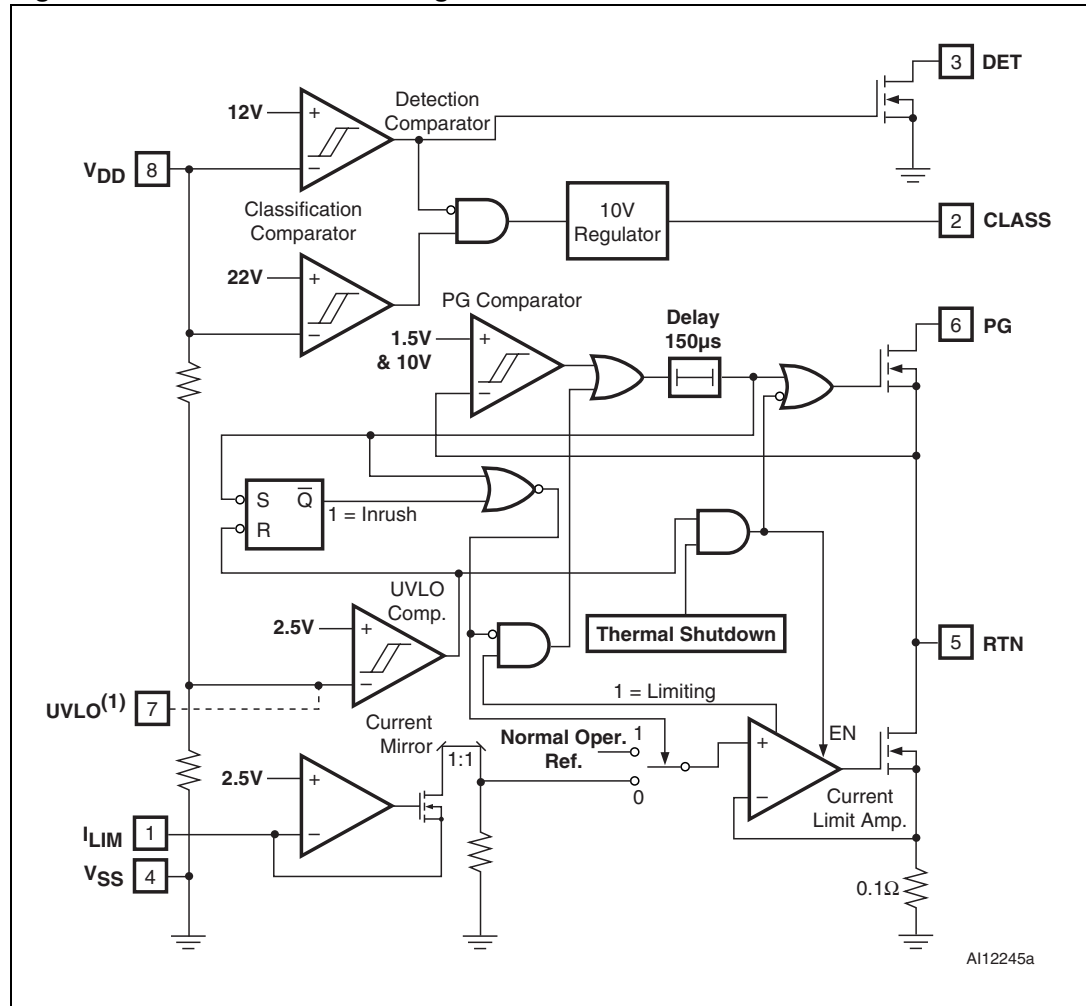 3 DET
Detection
Comparator
12V
+
−
VDD 8
Classification
Comparator
10V
Regulator
2 CLASS
22V
+
−
PG Comparator
Delay
150µs
6 PG
1.5V
& 10V
+
−
S Q̅
R
1 = Inrush
UVLO
Comp.
2.5V
+
−
Thermal Shutdown
5 RTN
UVLO(1) 7
1 = Limiting
Current
Mirror
1:1
Normal Oper.
Ref.
1
0
+
−
EN
Current
Limit Amp.
2.5V
+
−
ILIM 1
VSS 4
0.1Ω
AI12245a